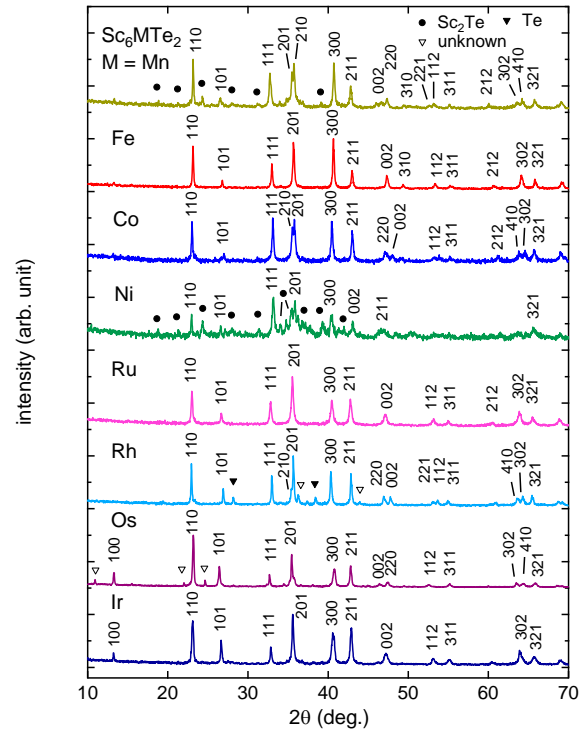 Sc₆MTe₂
M = Mn
● Sc₂Te ▼ Te
▽ unknown
110 101 111 201 210 300 211 002 220 310 221 112 311 212 302 410 321
Fe
110 101 111 201 300 211 002 310 112 311 212 302 321
Co
110 101 111 210 201 300 211 220 002 112 311 212 410 302 321
Ni
110 101 111 201 300 002 211 321
Ru
110 101 111 201 300 211 002 112 311 212 302 321
Rh
110 101 111 210 201 300 211 220 002 221 112 311 410 302 321
Os
100 110 101 111 201 300 211 002 220 112 311 302 410 321
Ir
100 110 101 111 201 300 211 002 112 311 302 321
intensity (arb. unit)
10 20 30 40 50 60 70
2θ (deg.)